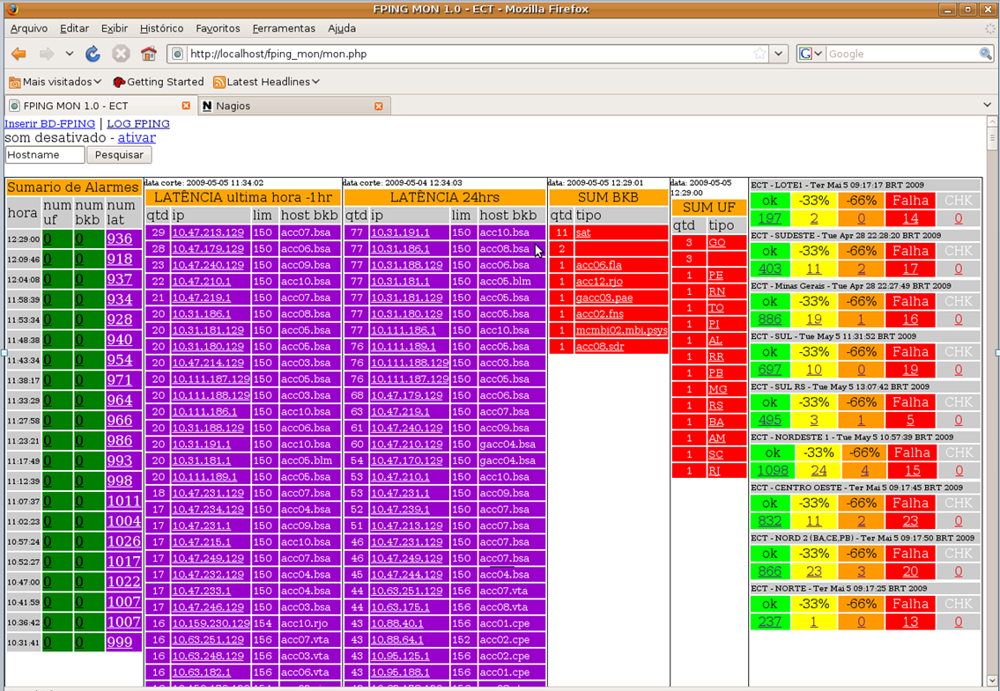 FPING MON 1.0 - ECT - Mozilla Firefox
Arquivo Editar Exibir Histórico Favoritos Ferramentas Ajuda
http://localhost/fping_mon/mon.php
Google
Mais visitados Getting Started Latest Headlines
FPING MON 1.0 - ECT
Nagios
Inserir BD-FPING | LOG FPING
som desativado - ativar
Hostname Pesquisar
Sumario de Alarmes
hora num uf num bkb num lat
12:29:00 0 0 936
12:09:46 0 0 918
12:04:08 0 0 937
11:58:39 0 0 934
11:53:34 0 0 928
11:48:38 0 0 940
11:43:34 0 0 954
11:38:17 0 0 971
11:33:29 0 0 964
11:27:58 0 0 966
11:23:21 0 0 986
11:17:49 0 0 993
11:12:39 0 0 998
11:07:37 0 0 1011
11:02:23 0 0 1004
10:57:24 0 0 1026
10:52:27 0 0 1017
10:47:00 0 0 1022
10:41:59 0 0 1007
10:36:42 0 0 1007
10:31:41 0 0 999
data corte: 2009-05-05 11:34:02
LATÊNCIA ultima hora -1hr
qtd ip lim host bkb
29 10.47.213.129 150 acc07.bsa
28 10.47.179.129 150 acc06.bsa
23 10.47.240.129 150 acc09.bsa
22 10.47.210.1 150 acc10.bsa
21 10.47.219.1 150 acc07.bsa
20 10.31.186.1 150 acc08.bsa
20 10.31.181.129 150 acc05.bsa
20 10.31.180.129 150 acc05.bsa
20 10.47.214.129 150 acc03.bsa
20 10.111.187.129 150 acc05.bsa
20 10.111.188.129 150 acc03.bsa
20 10.111.186.1 150 acc10.bsa
20 10.31.188.129 150 acc06.bsa
20 10.31.191.1 150 acc10.bsa
20 10.31.181.1 150 acc05.blm
20 10.111.189.1 150 acc05.bsa
18 10.47.231.129 150 acc07.bsa
17 10.47.234.129 150 acc04.bsa
17 10.47.231.1 150 acc09.bsa
17 10.47.215.1 150 acc10.bsa
17 10.47.249.129 150 acc07.bsa
17 10.47.232.129 150 acc04.bsa
17 10.47.233.1 150 acc04.bsa
17 10.47.246.129 150 acc03.bsa
16 10.159.230.129 154 acc10.rjo
16 10.63.251.129 156 acc07.vta
16 10.63.248.129 156 acc03.vta
16 10.63.182.1 156 acc06.vta
data corte: 2009-05-04 12:34:03
LATÊNCIA 24hrs
qtd ip lim host bkb
77 10.31.191.1 150 acc10.bsa
77 10.31.186.1 150 acc08.bsa
77 10.31.188.129 150 acc06.bsa
77 10.31.181.1 150 acc05.blm
77 10.31.181.129 150 acc05.bsa
77 10.31.180.129 150 acc05.bsa
77 10.111.186.1 150 acc10.bsa
76 10.111.189.1 150 acc05.bsa
76 10.111.188.129 150 acc03.bsa
76 10.111.187.129 150 acc05.bsa
68 10.47.179.129 150 acc06.bsa
63 10.47.219.1 150 acc07.bsa
61 10.47.240.129 150 acc09.bsa
60 10.47.210.129 150 gacc04.bsa
54 10.47.170.129 150 gacc04.bsa
53 10.47.210.1 150 acc10.bsa
53 10.47.231.1 150 acc09.bsa
52 10.47.239.1 150 acc07.bsa
51 10.47.213.129 150 acc07.bsa
46 10.47.231.129 150 acc07.bsa
46 10.47.249.129 150 acc07.bsa
45 10.47.244.129 150 acc10.bsa
44 10.63.251.129 156 acc07.vta
44 10.63.175.1 156 acc08.vta
43 10.88.40.1 156 acc01.cpe
43 10.88.64.1 152 acc02.cpe
43 10.95.125.1 156 acc02.cpe
43 10.95.188.1 156 acc01.cpe
data: 2009-05-05 12:29:01
SUM BKB
qtd tipo
11 sat
2
1 acc06.fla
1 acc12.rjo
1 gacc03.pae
1 acc02.fns
1 mcmbi02.mbi.psys
1 acc08.sdr
data: 2009-05-05
12:29:00
SUM UF
qtd tipo
3 GO
3
1 PE
1 RN
1 TO
1 PI
1 AL
1 RR
1 PB
1 MG
1 RS
1 BA
1 AM
1 SC
1 RJ
ECT - LOTE1 - Ter Mai 5 09:17:17 BRT 2009
ok -33% -66% Falha CHK
197 2 0 14 0
ECT - SUDESTE - Tue Apr 28 22:28:20 BRT 2009
ok -33% -66% Falha CHK
403 11 2 17 0
ECT - Minas Gerais - Tue Apr 28 22:27:49 BRT 2009
ok -33% -66% Falha CHK
886 19 1 16 0
ECT - SUL - Tue May 5 11:31:52 BRT 2009
ok -33% -66% Falha CHK
697 10 0 19 0
ECT - SUL RS - Tue May 5 13:07:42 BRT 2009
ok -33% -66% Falha CHK
495 3 1 5 0
ECT - NORDESTE 1 - Tue May 5 10:57:39 BRT 2009
ok -33% -66% Falha CHK
1098 24 4 15 0
ECT - CENTRO OESTE - Ter Mai 5 09:17:45 BRT 2009
ok -33% -66% Falha CHK
832 11 2 23 0
ECT - NORD 2 (BA,CE,PB) - Ter Mai 5 09:17:50 BRT 2009
ok -33% -66% Falha CHK
866 23 3 20 0
ECT - NORTE - Ter Mai 5 09:17:25 BRT 2009
ok -33% -66% Falha CHK
237 1 0 13 0